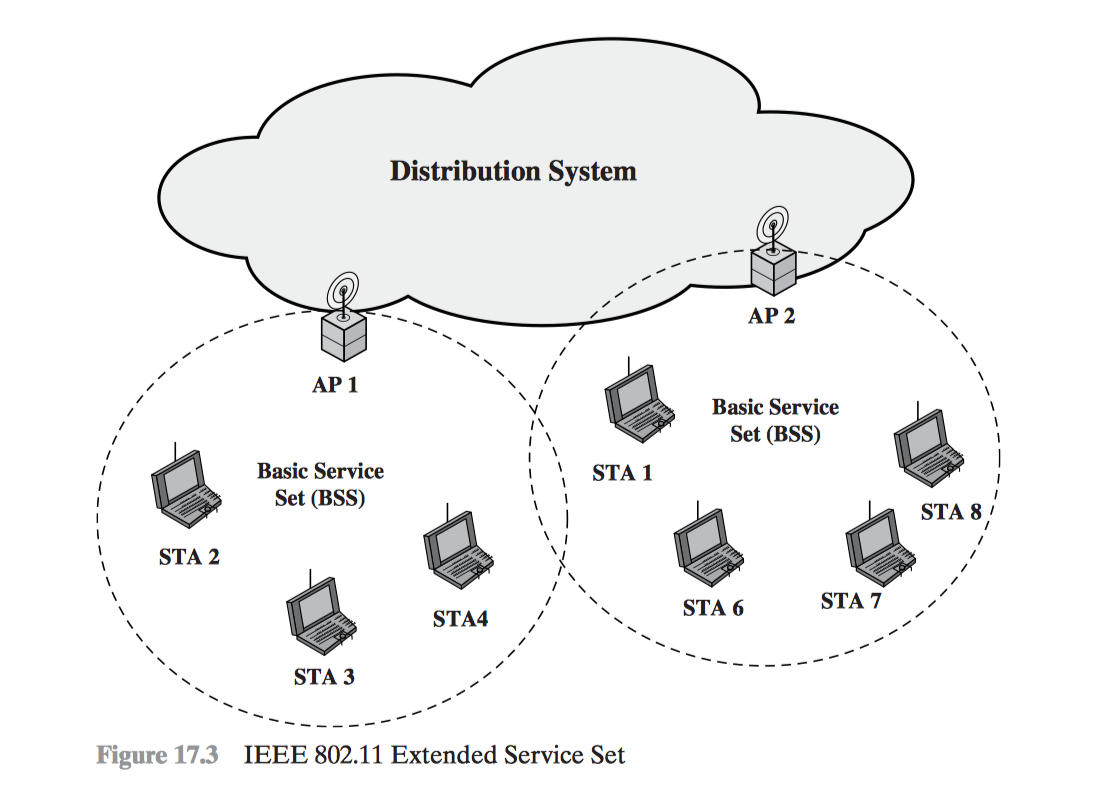 Distribution System
AP 2
AP 1
Basic Service
Set (BSS)
STA 1
STA 8
Basic Service
Set (BSS)
STA 2
STA 6
STA 7
STA4
STA 3
Figure 17.3 IEEE 802.11 Extended Service Set